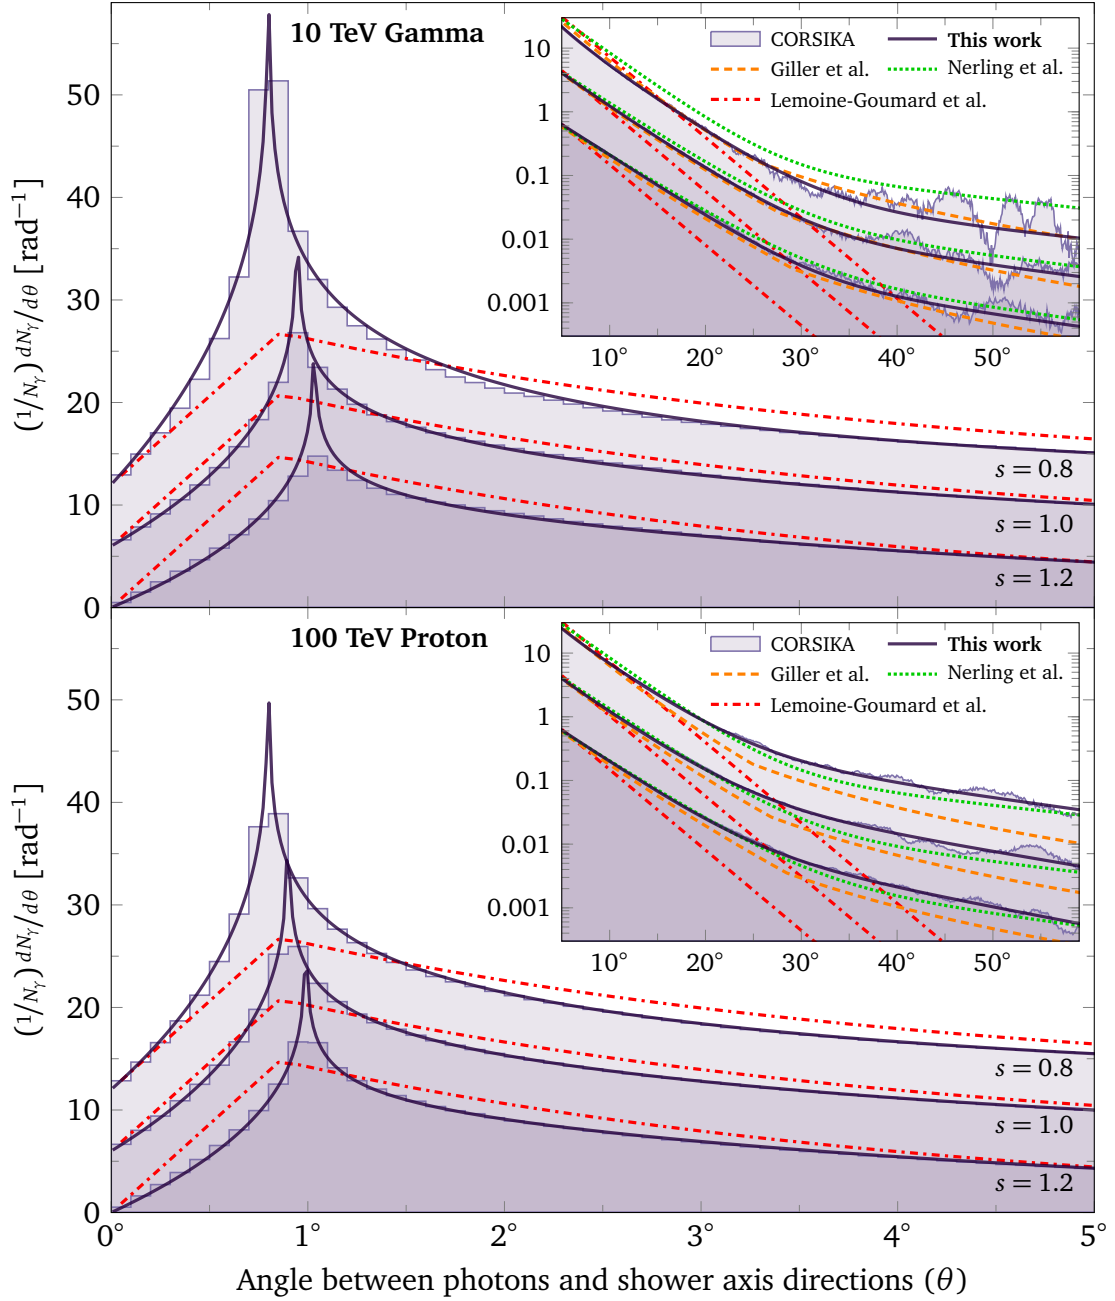 10 TeV Gamma
(1/Nγ) dNγ/dθ [rad⁻¹]
50
40
30
20
10
0
CORSIKA
This work
Giller et al.
Nerling et al.
Lemoine-Goumard et al.
10
1
0.1
0.01
0.001
10° 20° 30° 40° 50°
s = 0.8
s = 1.0
s = 1.2
100 TeV Proton
(1/Nγ) dNγ/dθ [rad⁻¹]
50
40
30
20
10
0
CORSIKA
This work
Giller et al.
Nerling et al.
Lemoine-Goumard et al.
10
1
0.1
0.01
0.001
10° 20° 30° 40° 50°
s = 0.8
s = 1.0
s = 1.2
0° 1° 2° 3° 4° 5°
Angle between photons and shower axis directions (θ)